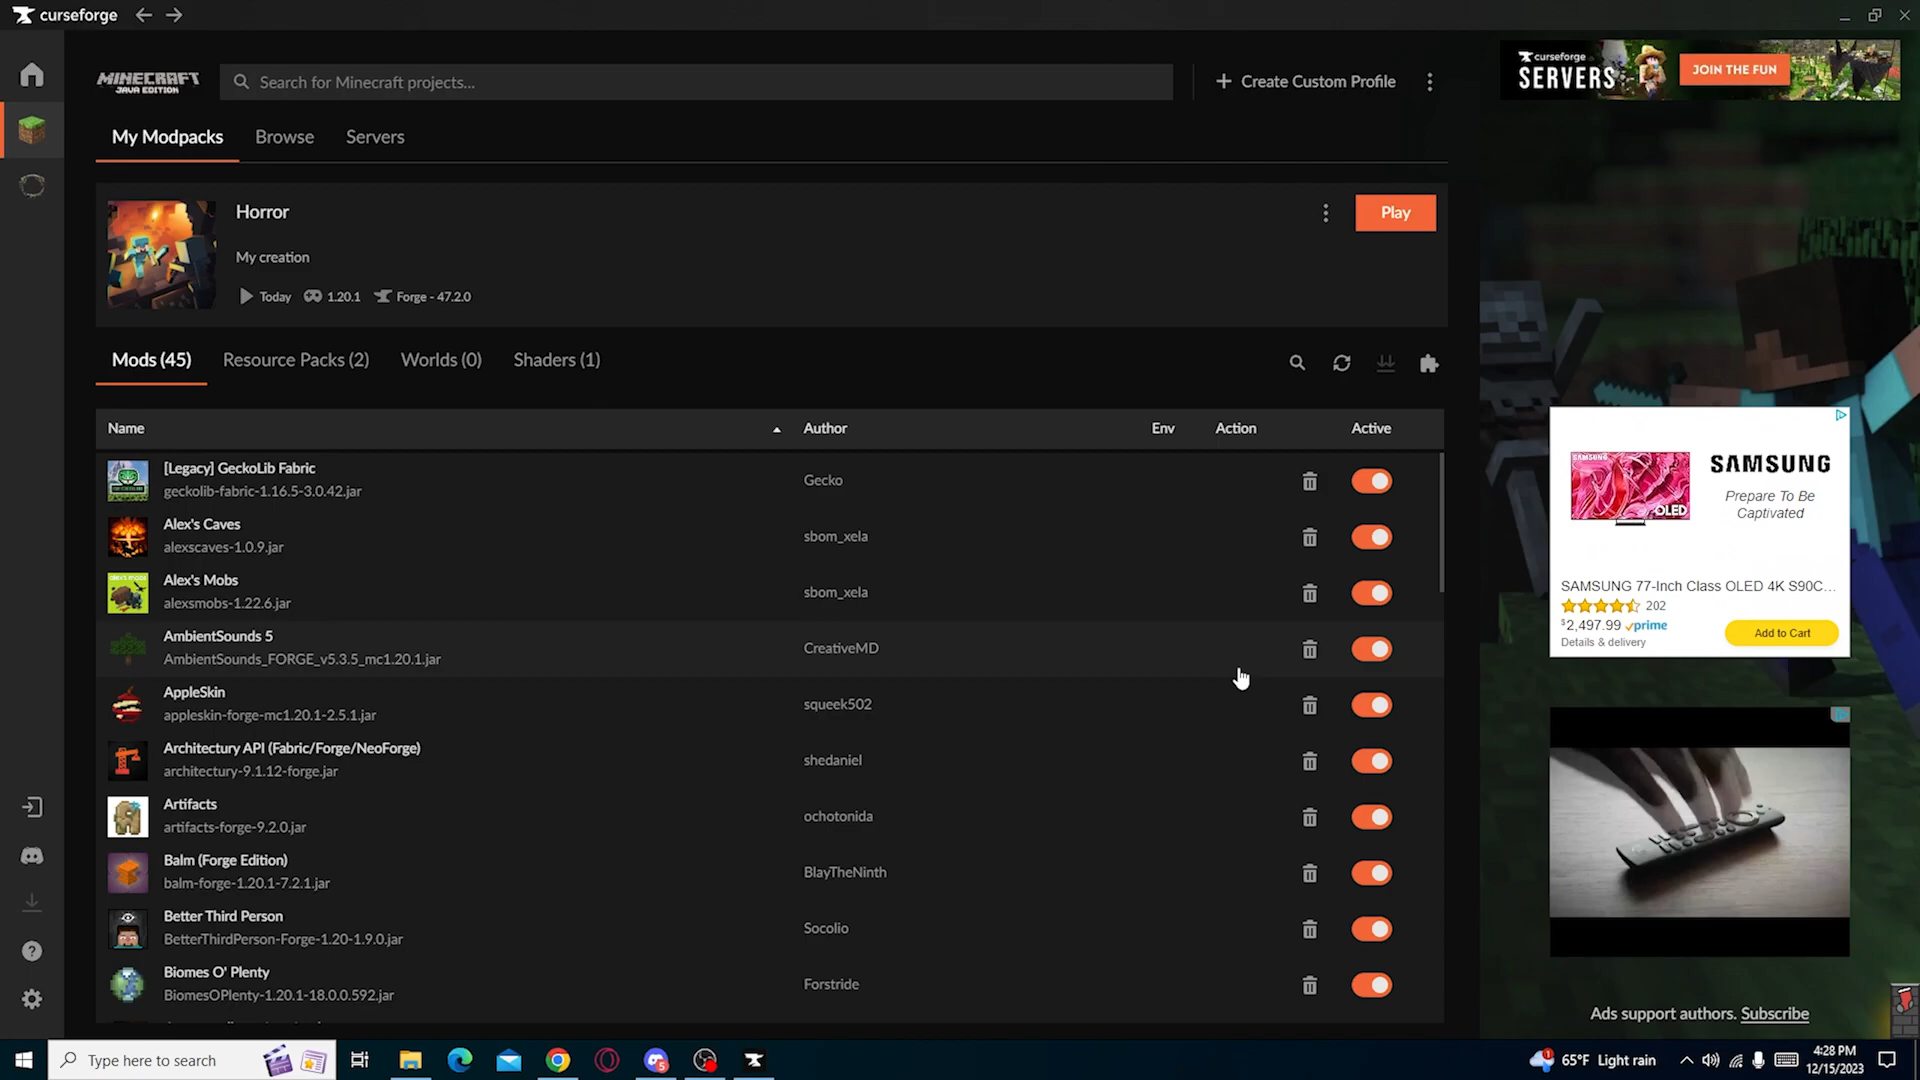 curseforge
MINECRAFT
JAVA EDITION
Search for Minecraft projects...
Create Custom Profile
curseforge
SERVERS
JOIN THE FUN
My Modpacks
Browse
Servers
Horror
My creation
Today
1.20.1
Forge - 47.2.0
Play
Mods (45)
Resource Packs (2)
Worlds (0)
Shaders (1)
Name
Author
Env
Action
Active
[Legacy] GeckoLib Fabric
geckolib-fabric-1.16.5-3.0.42.jar
Gecko
Alex's Caves
alexscaves-1.0.9.jar
sbom_xela
Alex's Mobs
alexsmobs-1.22.6.jar
sbom_xela
AmbientSounds 5
AmbientSounds_FORGE_v5.3.5_mc1.20.1.jar
CreativeMD
AppleSkin
appleskin-forge-mc1.20.1-2.5.1.jar
squeek502
Architectury API (Fabric/Forge/NeoForge)
architectury-9.1.12-forge.jar
shedaniel
Artifacts
artifacts-forge-9.2.0.jar
ochotonida
Balm (Forge Edition)
balm-forge-1.20.1-7.2.1.jar
BlayTheNinth
Better Third Person
BetterThirdPerson-Forge-1.20-1.9.0.jar
Socolio
Biomes O' Plenty
BiomesOPlenty-1.20.1-18.0.0.592.jar
Forstride
SAMSUNG
OLED
SAMSUNG
Prepare To Be
Captivated
SAMSUNG 77-Inch Class OLED 4K S90C...
202
$2,497.99 prime
Details & delivery
Add to Cart
Ads support authors. Subscribe
Type here to search
5
1
65°F Light rain
4:28 PM
12/15/2023